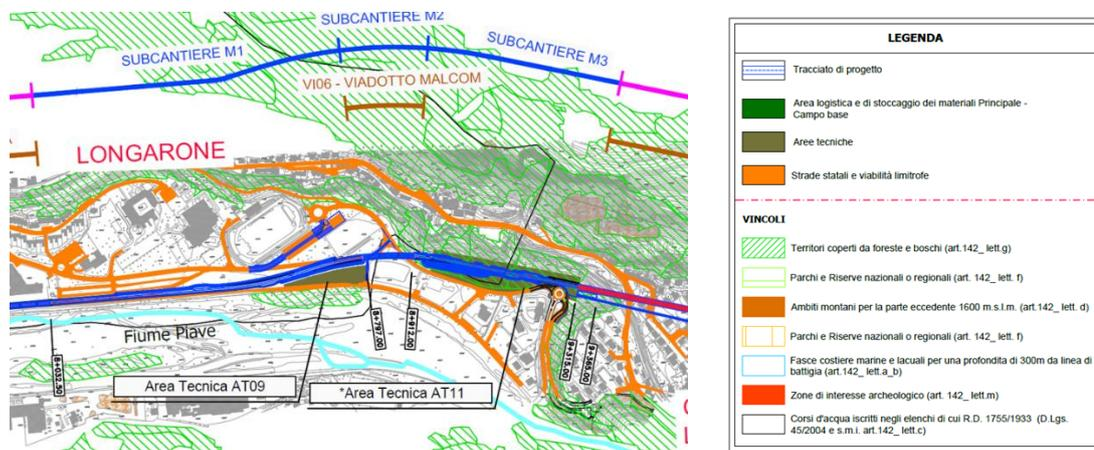 SUBCANTIERE M1
SUBCANTIERE M2
SUBCANTIERE M3
VI06 - VIADOTTO MALCOM
LONGARONE
Fiume Piave
8+032.50
8+797.00
8+912.00
9+315.00
9+365.00
Area Tecnica AT09
*Area Tecnica AT11
LEGENDA
Tracciato di progetto
Area logistica e di stoccaggio dei materiali Principale -
Campo base
Aree tecniche
Strade statali e viabilità limitrofe
VINCOLI
Territori coperti da foreste e boschi (art.142_ lett.g)
Parchi e Riserve nazionali o regionali (art. 142_ lett. f)
Ambiti montani per la parte eccedente 1600 m.s.l.m. (art.142_ lett. d)
Parchi e Riserve nazionali o regionali (art. 142_ lett. f)
Fasce costiere marine e lacuali per una profondita di 300m da linea di
battigia (art.142_ lett.a_b)
Zone di interesse archeologico (art. 142_ lett.m)
Corsi d'acqua iscritti negli elenchi di cui R.D. 1755/1933 (D.Lgs.
45/2004 e s.m.i. art.142_ lett.c)